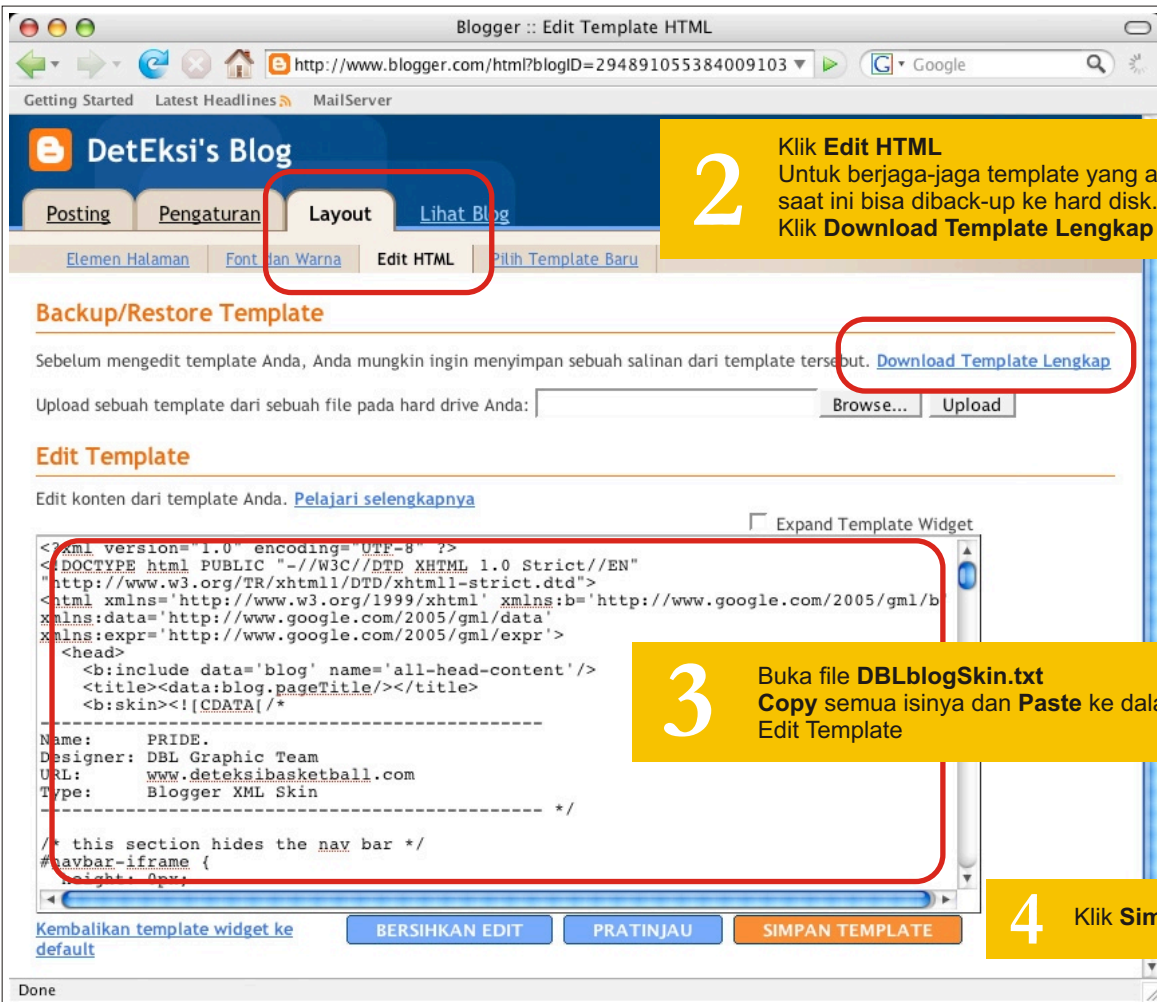 Blogger :: Edit Template HTML
http://www.blogger.com/html?blogID=294891055384009103
G Google
Getting Started Latest Headlines MailServer
DetEksi's Blog
Posting Pengaturan Layout Lihat Blog
Elemen Halaman Font dan Warna Edit HTML Pilih Template Baru
2
Klik Edit HTML
Untuk berjaga-jaga template yang a
saat ini bisa diback-up ke hard disk.
Klik Download Template Lengkap
Backup/Restore Template
Sebelum mengedit template Anda, Anda mungkin ingin menyimpan sebuah salinan dari template tersebut. Download Template Lengkap
Upload sebuah template dari sebuah file pada hard drive Anda: Browse... Upload
Edit Template
Edit konten dari template Anda. Pelajari selengkapnya
Expand Template Widget
<?xml version="1.0" encoding="UTF-8" ?>
<!DOCTYPE html PUBLIC "-//W3C//DTD XHTML 1.0 Strict//EN"
"http://www.w3.org/TR/xhtml1/DTD/xhtml1-strict.dtd">
<html xmlns='http://www.w3.org/1999/xhtml' xmlns:b='http://www.google.com/2005/gml/b'
xmlns:data='http://www.google.com/2005/gml/data'
xmlns:expr='http://www.google.com/2005/gml/expr'>
<head>
<b:include data='blog' name='all-head-content'/>
<title><data:blog.pageTitle/></title>
<b:skin><![CDATA[/*
-----------------------------------------------
Name: PRIDE.
Designer: DBL Graphic Team
URL: www.deteksibasketball.com
Type: Blogger XML Skin
----------------------------------------------- */
/* this section hides the nav bar */
#navbar-iframe {
height: 0px;
3
Buka file DBLblogSkin.txt
Copy semua isinya dan Paste ke dala
Edit Template
Kembalikan template widget ke
default
BERSIHKAN EDIT PRATINJAU SIMPAN TEMPLATE
4
Klik Sim
Done